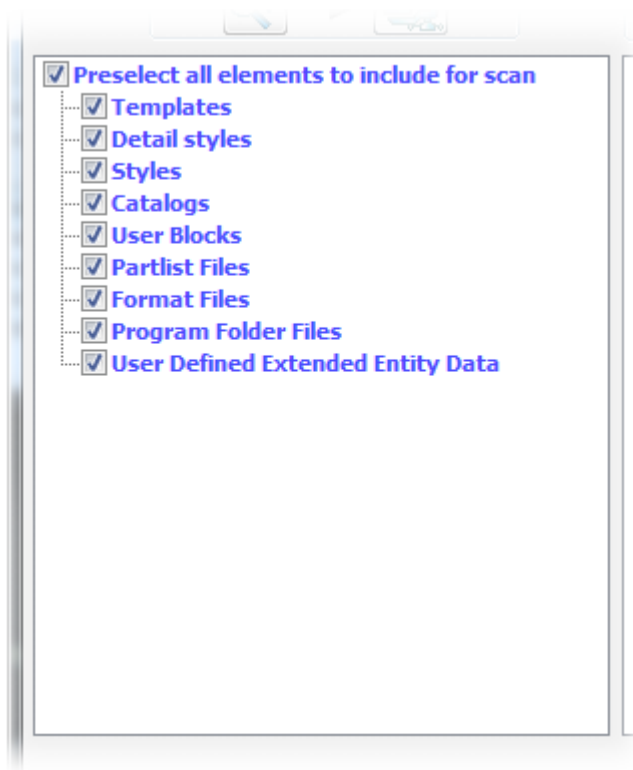 Preselect all elements to include for scan
Templates
Detail styles
Styles
Catalogs
User Blocks
Partlist Files
Format Files
Program Folder Files
User Defined Extended Entity Data